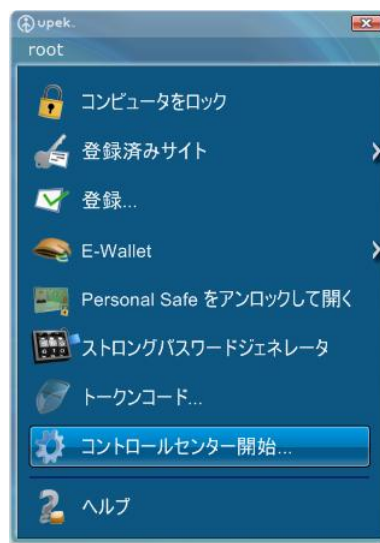 upek™
root
コンピュータをロック
登録済みサイト
登録...
E-Wallet
Personal Safe をアンロックして開く
ストロングパスワードジェネレータ
トークンコード...
コントロールセンター開始...
ヘルプ